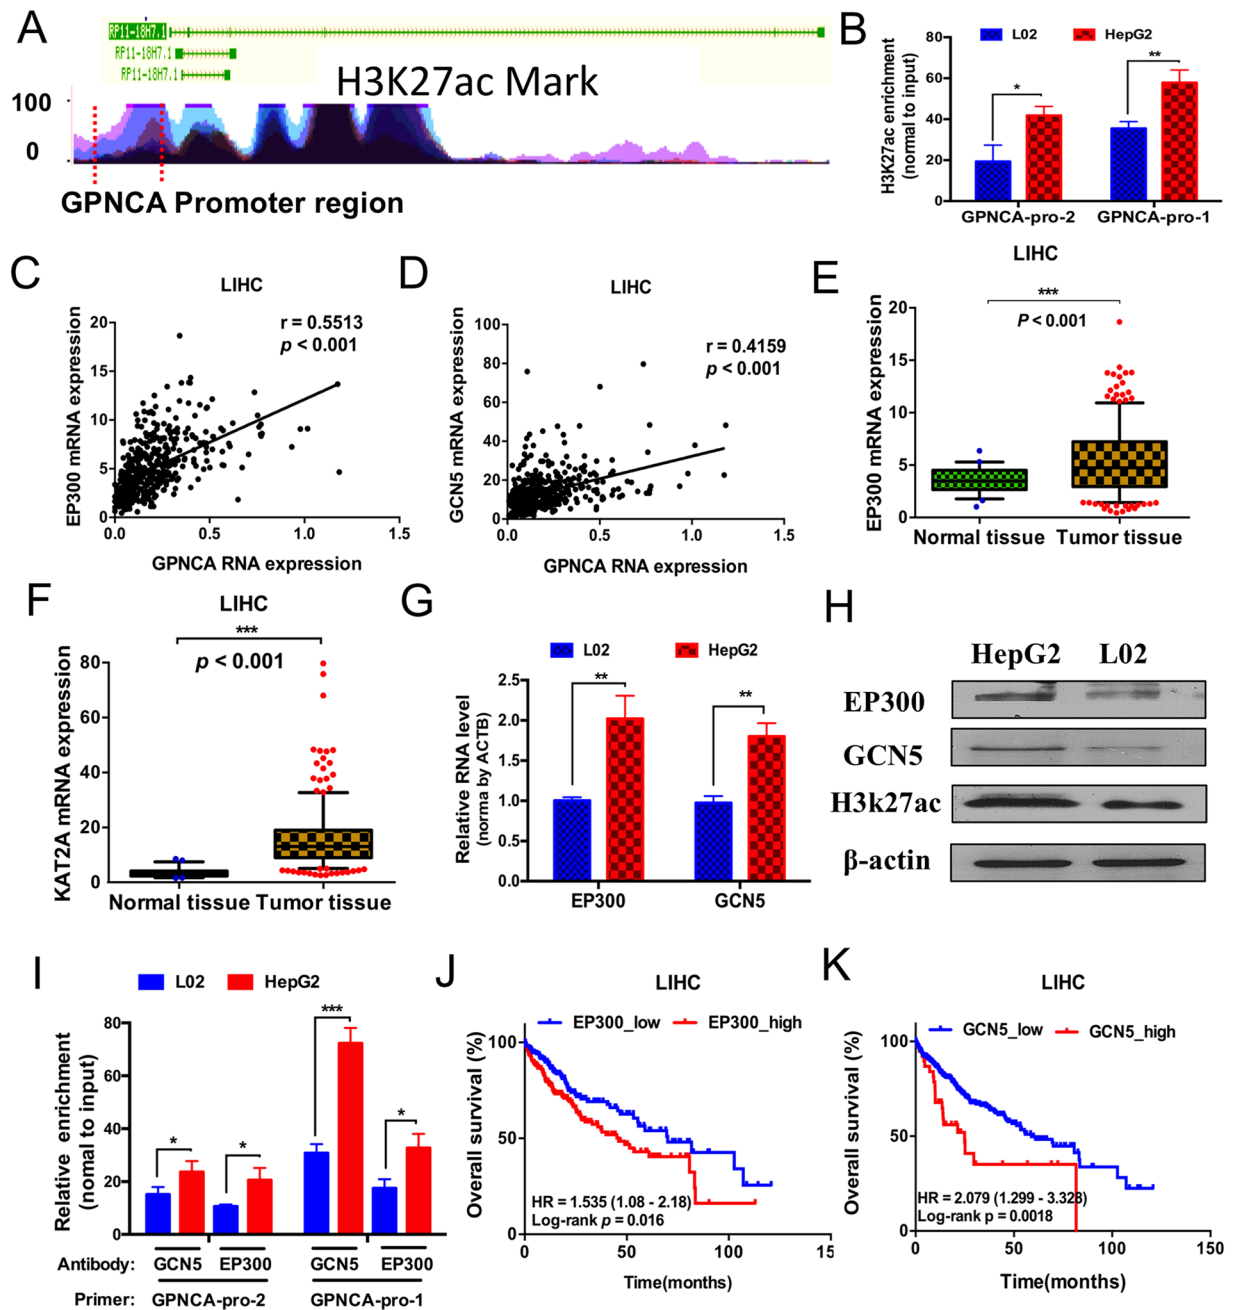 A
RP11-18H7.1
RP11-18H7.1
RP11-18H7.1
H3K27ac Mark
100
0
GPNCA Promoter region
B
L02 HepG2
H3K27ac enrichment
(normal to input)
80
60
40
20
0
* **
GPNCA-pro-2 GPNCA-pro-1
C
LIHC
EP300 mRNA expression
r = 0.5513
p < 0.001
20
15
10
5
0
0.0 0.5 1.0 1.5
GPNCA RNA expression
D
LIHC
GCN5 mRNA expression
r = 0.4159
p < 0.001
100
80
60
40
20
0
0.0 0.5 1.0 1.5
GPNCA RNA expression
E
LIHC
***
P < 0.001
EP300 mRNA expression
20
15
10
5
0
Normal tissue Tumor tissue
F
LIHC
***
p < 0.001
KAT2A mRNA expression
80
60
40
20
0
Normal tissue Tumor tissue
G
L02 HepG2
Relative RNA level
(norma by ACTB)
2.5
2.0
1.5
1.0
0.5
0.0
** **
EP300 GCN5
H
HepG2 L02
EP300
GCN5
H3k27ac
β-actin
I
L02 HepG2
Relative enrichment
(nomal to input)
80
60
40
20
0
* * *** *
Antibody: GCN5 EP300 GCN5 EP300
Primer: GPNCA-pro-2 GPNCA-pro-1
J
LIHC
EP300_low EP300_high
Overall survival (%)
100
50
0
HR = 1.535 (1.08 - 2.18)
Log-rank p = 0.016
0 50 100 15
Time(months)
K
LIHC
GCN5_low GCN5_high
Overall survival (%)
100
50
0
HR = 2.079 (1.299 - 3.328)
Log-rank p = 0.0018
0 50 100 150
Time(months)